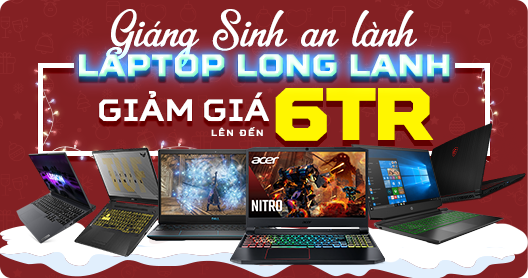 Giáng Sinh an lành
LAPTOP LONG LANH
GIẢM GIÁ
LÊN ĐẾN
6TR
acer
NITRO